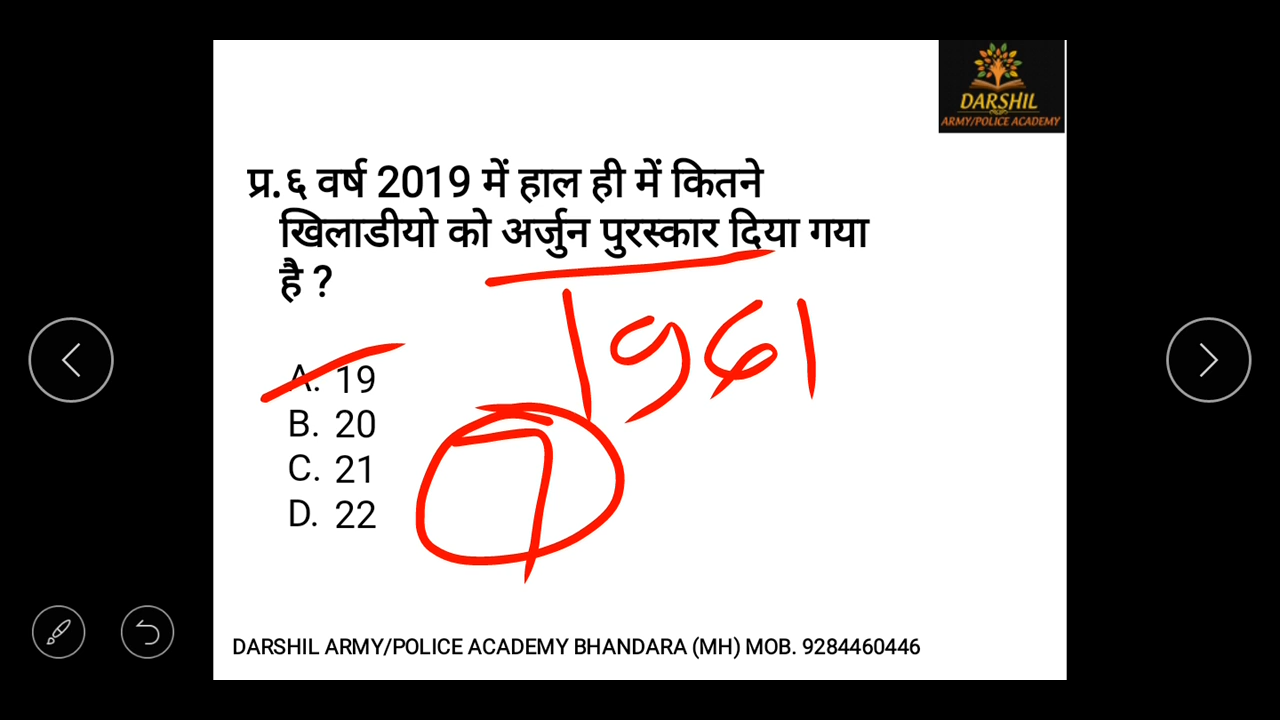 DARSHIL
ARMY/POLICE ACADEMY
प्र.६ वर्ष 2019 में हाल ही में कितने
खिलाडीयो को अर्जुन पुरस्कार दिया गया
है ?
1961
A. 19
B. 20
C. 21
D. 22
7
DARSHIL ARMY/POLICE ACADEMY BHANDARA (MH) MOB. 9284460446